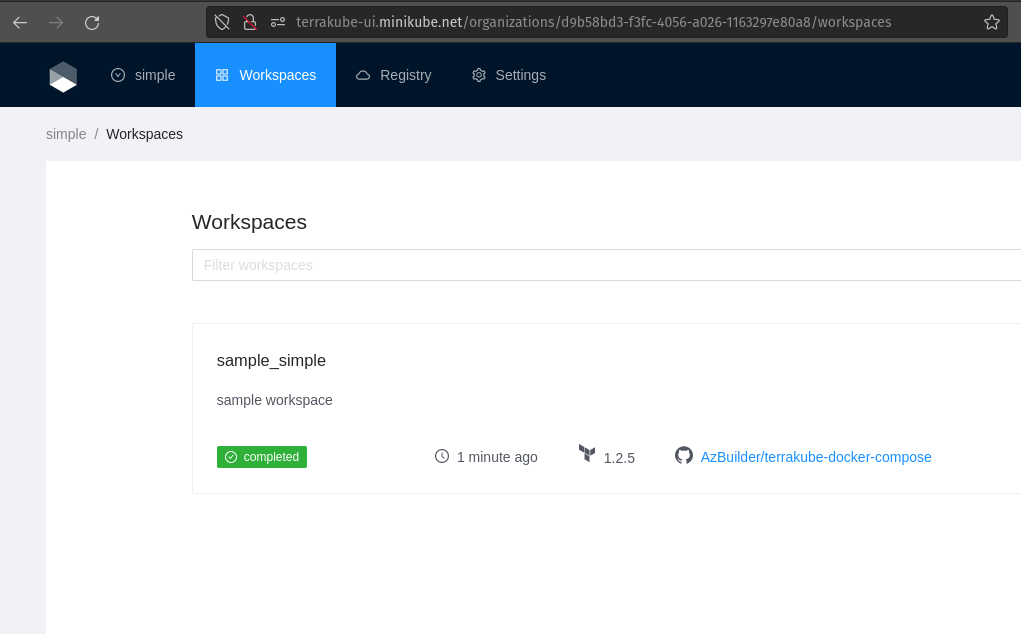 terrakube-ui.minikube.net/organizations/d9b58bd3-f3fc-4056-a026-1163297e80a8/workspaces
simple Workspaces Registry Settings
simple / Workspaces
Workspaces
Filter workspaces
sample_simple
sample workspace
completed 1 minute ago 1.2.5 AzBuilder/terrakube-docker-compose